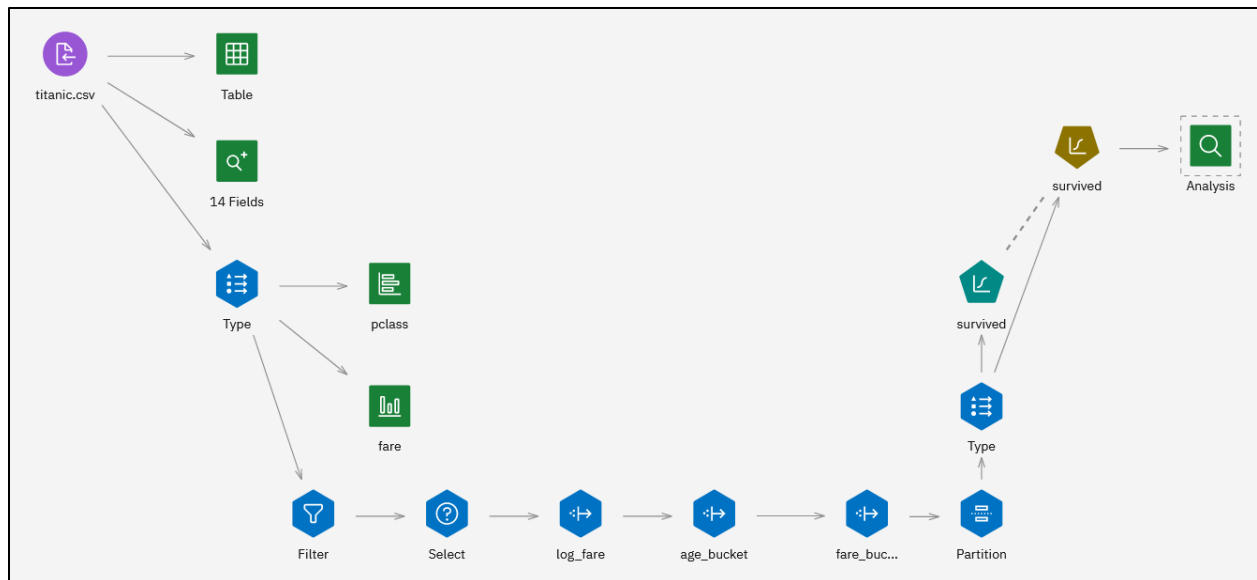 titanic.csv
Table
14 Fields
Type
pclass
fare
Filter
Select
log_fare
age_bucket
fare_buc...
Partition
Type
survived
survived
Analysis